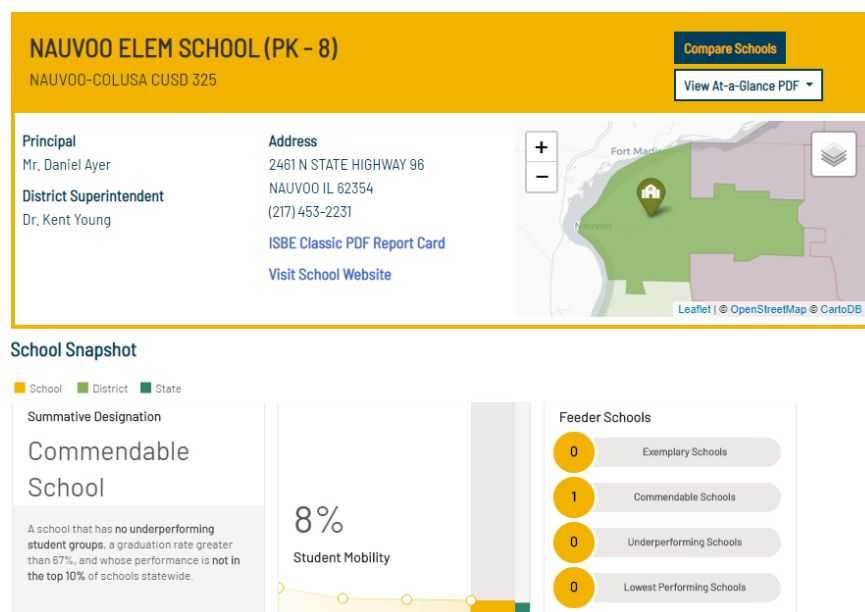 NAUVOO ELEM SCHOOL (PK - 8)
NAUVOO-COLUSA CUSD 325
Compare Schools
View At-a-Glance PDF
Principal
Mr. Daniel Ayer
District Superintendent
Dr. Kent Young
Address
2461 N STATE HIGHWAY 96
NAUVOO IL 62354
(217) 453-2231
ISBE Classic PDF Report Card
Visit School Website
+
−
Fort Madison
Nauvoo
Leaflet | © OpenStreetMap © CartoDB
School Snapshot
School District State
Summative Designation
Commendable
School
A school that has no underperforming
student groups, a graduation rate greater
than 67%, and whose performance is not in
the top 10% of schools statewide.
8%
Student Mobility
Feeder Schools
0 Exemplary Schools
1 Commendable Schools
0 Underperforming Schools
0 Lowest Performing Schools